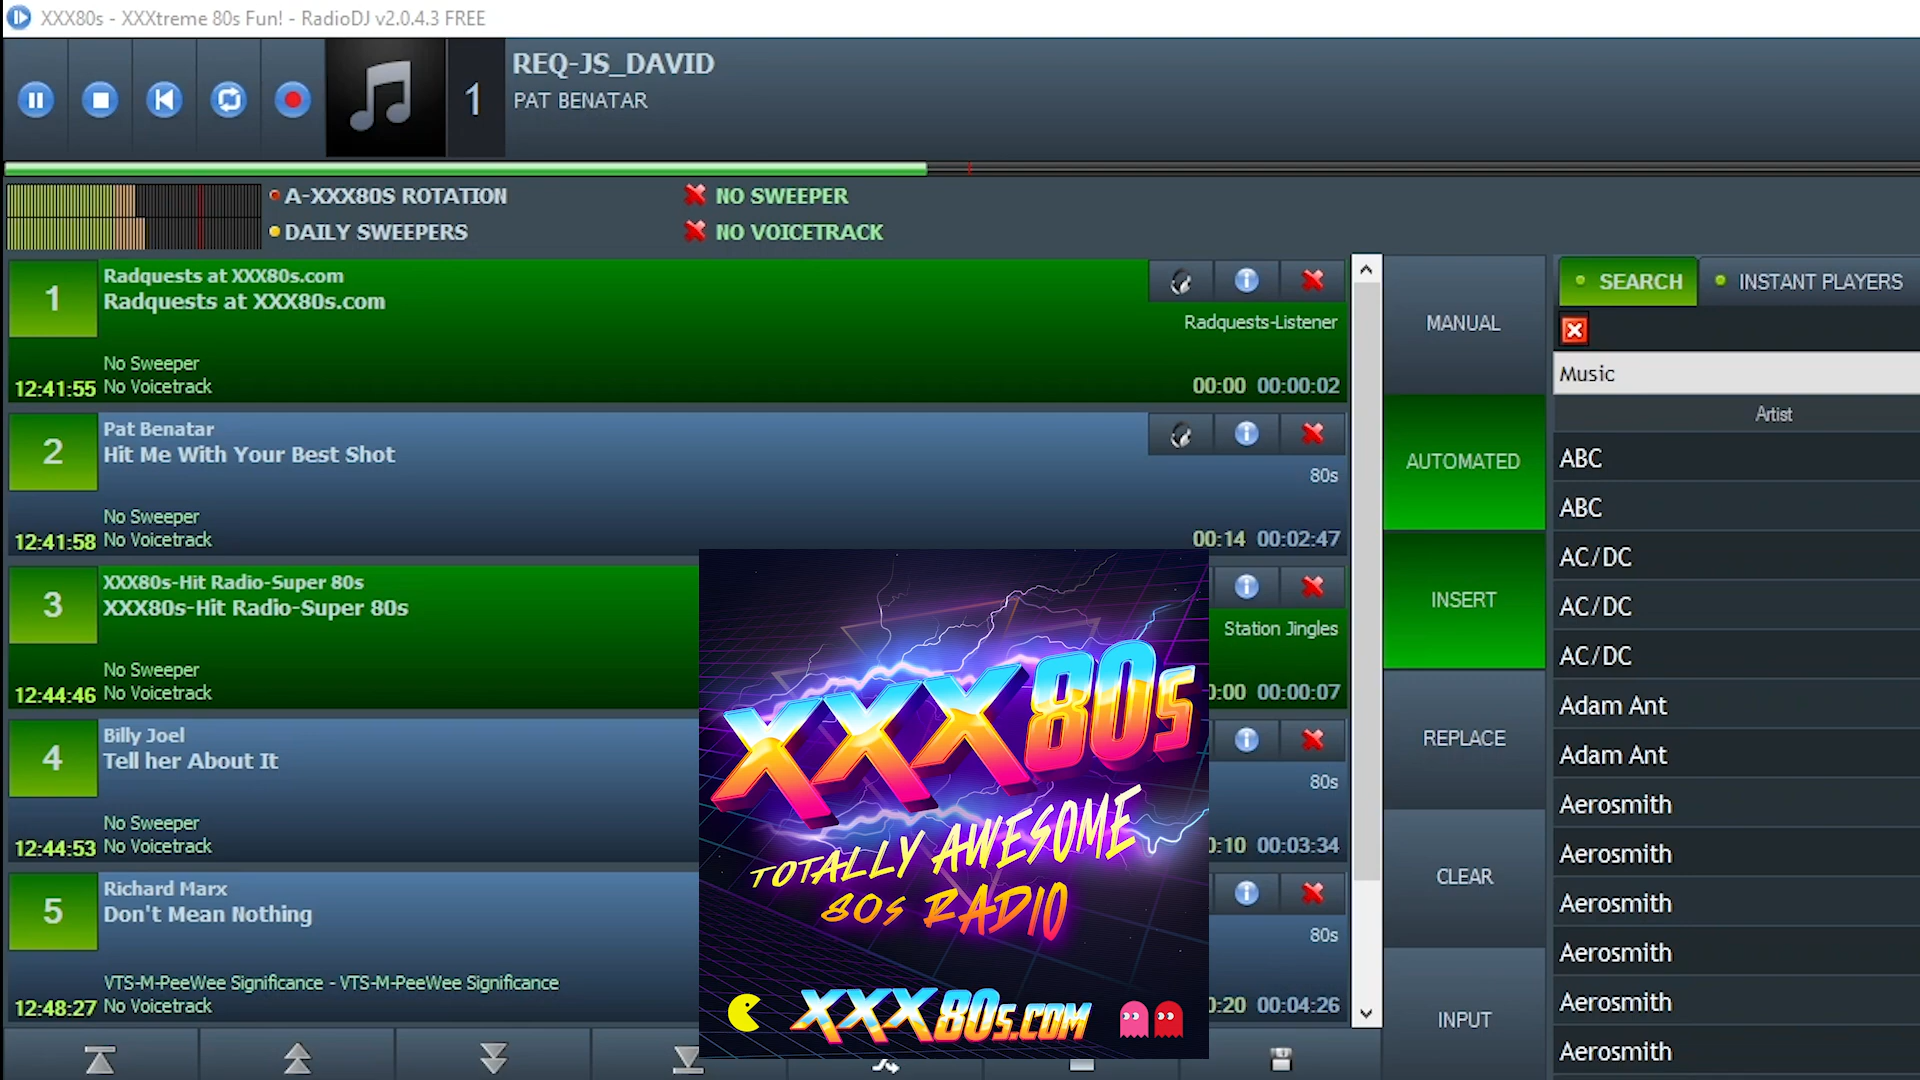 XXX80s - XXXtreme 80s Fun! - RadioDJ v2.0.4.3 FREE
1
REQ-JS_DAVID
PAT BENATAR
A-XXX80S ROTATION
NO SWEEPER
DAILY SWEEPERS
NO VOICETRACK
1
Radquests at XXX80s.com
Radquests at XXX80s.com
Radquests-Listener
No Sweeper
12:41:55 No Voicetrack
00:00 00:00:02
2
Pat Benatar
Hit Me With Your Best Shot
80s
No Sweeper
12:41:58 No Voicetrack
00:14 00:02:47
3
XXX80s-Hit Radio-Super 80s
XXX80s-Hit Radio-Super 80s
Station Jingles
No Sweeper
12:44:46 No Voicetrack
:00 00:00:07
4
Billy Joel
Tell her About It
80s
No Sweeper
12:44:53 No Voicetrack
:10 00:03:34
5
Richard Marx
Don't Mean Nothing
80s
VTS-M-PeeWee Significance - VTS-M-PeeWee Significance
12:48:27 No Voicetrack
:20 00:04:26
XXX80s
TOTALLY AWESOME
80s RADIO
XXX80s.COM
MANUAL
AUTOMATED
INSERT
REPLACE
CLEAR
INPUT
SEARCH
INSTANT PLAYERS
Music
Artist
ABC
ABC
AC/DC
AC/DC
AC/DC
Adam Ant
Adam Ant
Aerosmith
Aerosmith
Aerosmith
Aerosmith
Aerosmith
Aerosmith